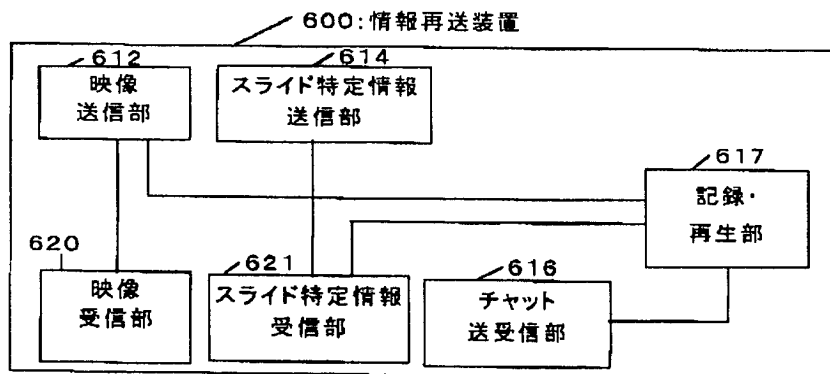 600:情報再送装置
612
映像
送信部
614
スライド特定情報
送信部
617
記録・
再生部
620
映像
受信部
621
スライド特定情報
受信部
616
チャット
送受信部